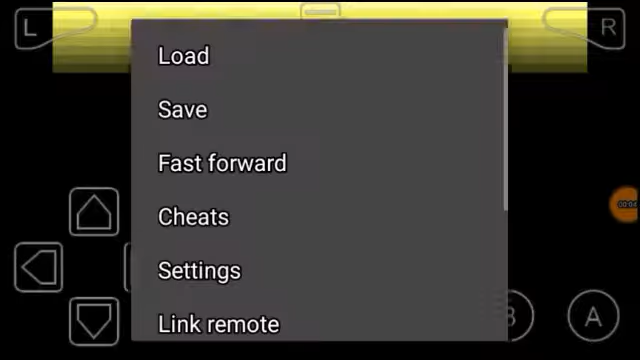 L
R
Load
Save
Fast forward
Cheats
Settings
Link remote
A